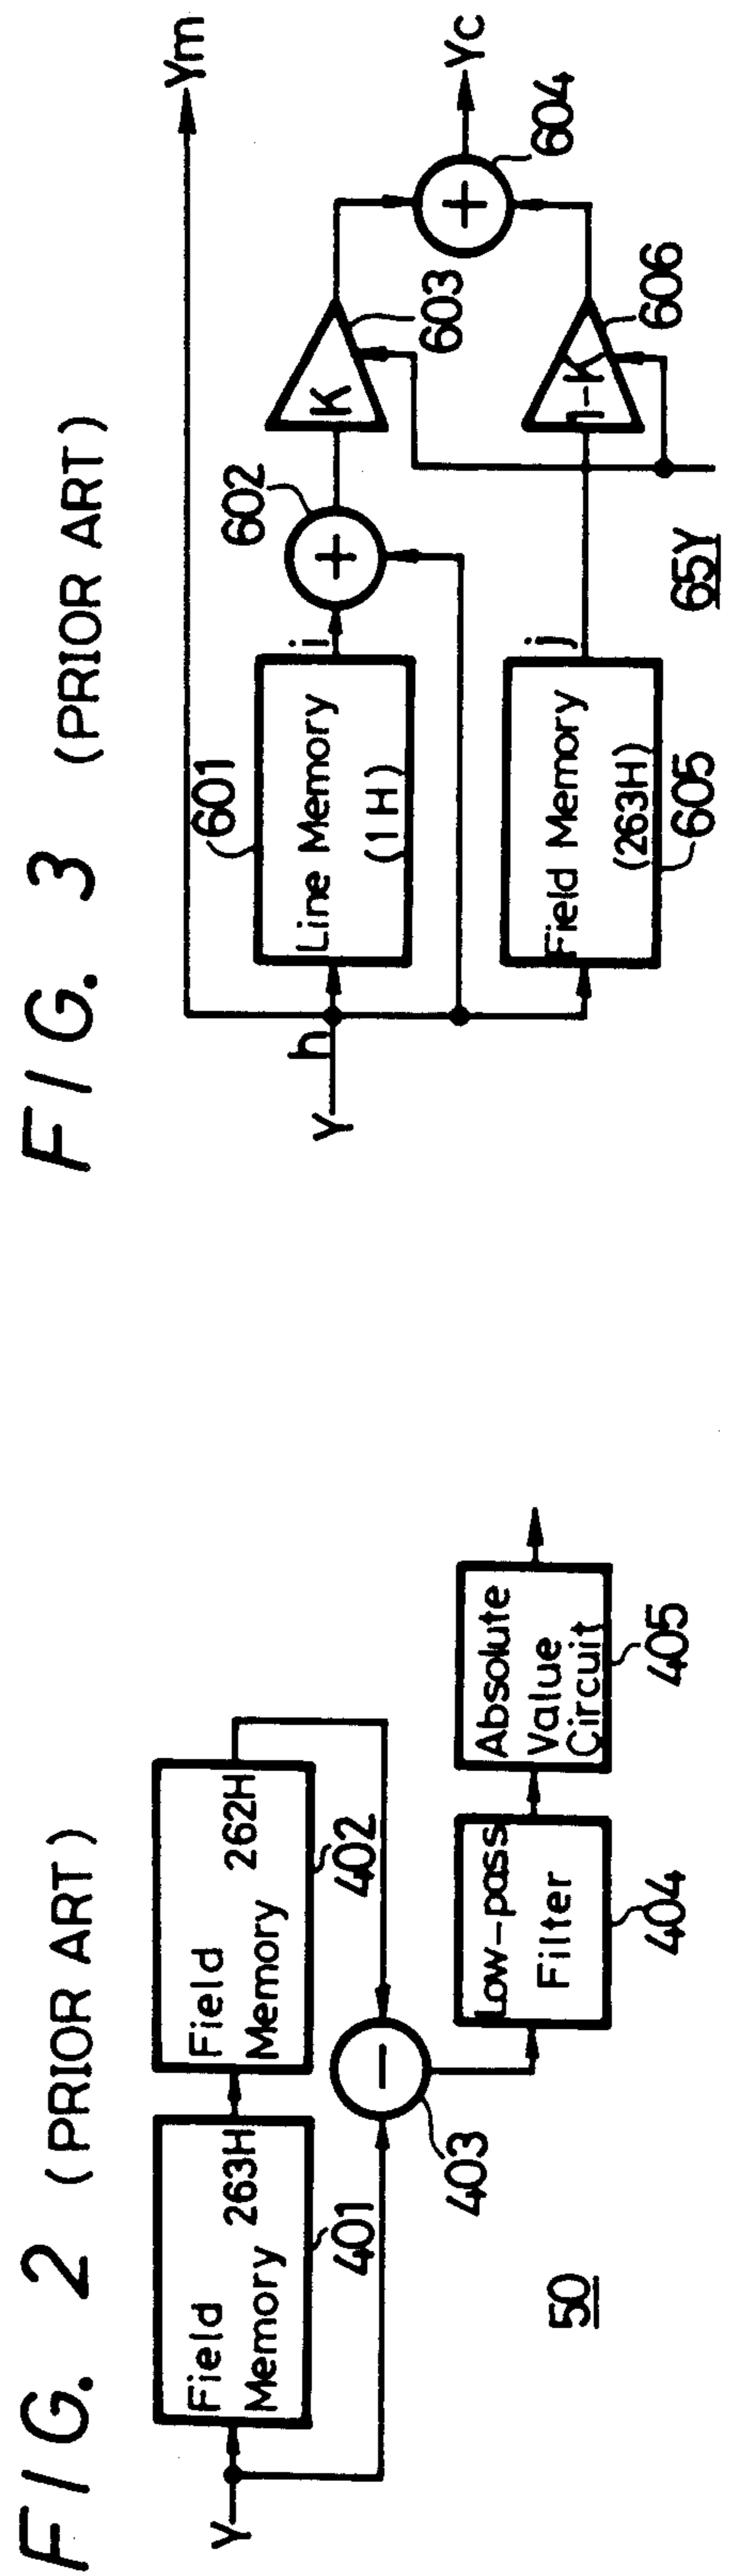 FIG. 2 (PRIOR ART)
Y
Field
Memory 263H
401
Field
Memory 262H
402
−
403
Low-pass
Filter
404
Absolute
Value
Circuit
405
50
FIG. 3 (PRIOR ART)
Y
h
Ym
601
Line Memory
(1H)
i
602
+
K
603
+
604
Yc
Field Memory
(263H)
605
j
1-K
606
65Y